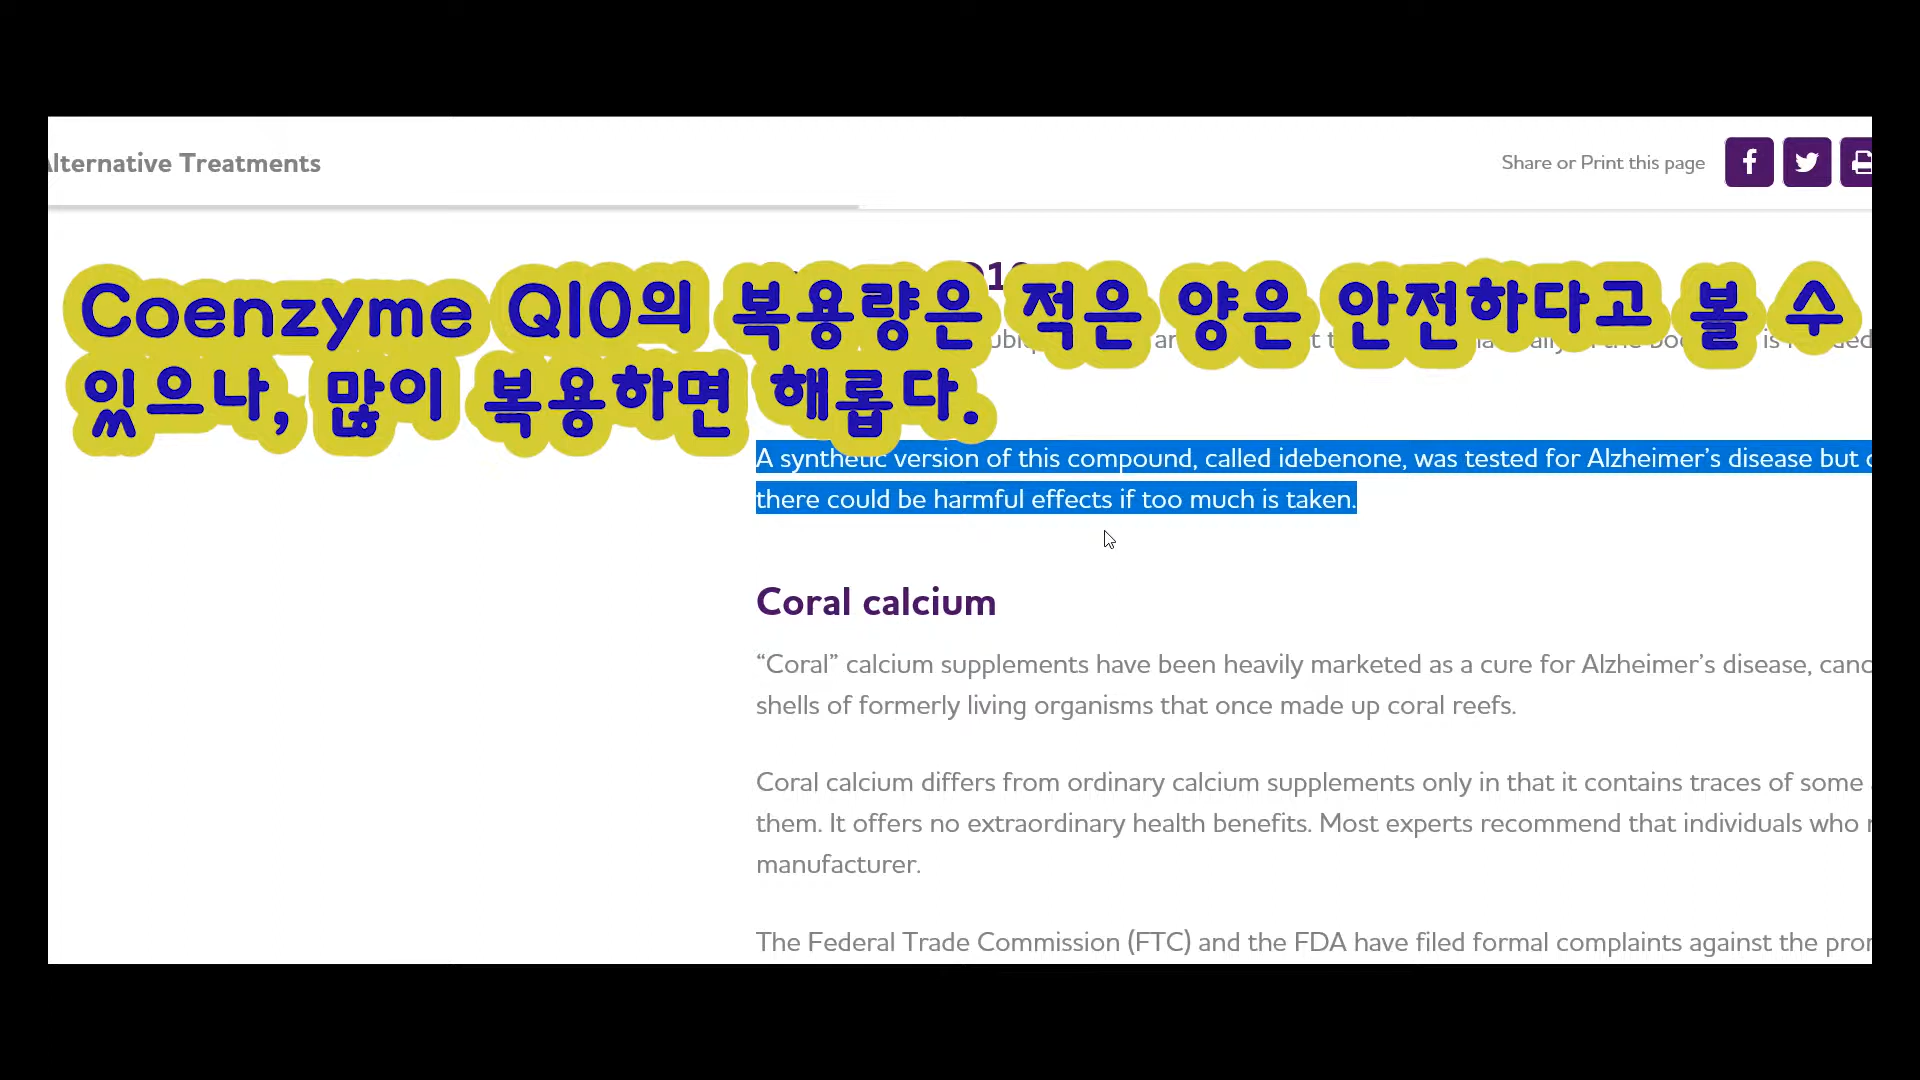 Alternative Treatments
Share or Print this page
Coenzyme Q10의 복용량은 적은 양은 안전하다고 볼 수
있으나, 많이 복용하면 해롭다.
A synthetic version of this compound, called idebenone, was tested for Alzheimer's disease but
there could be harmful effects if too much is taken.
Coral calcium
“Coral” calcium supplements have been heavily marketed as a cure for Alzheimer's disease,
shells of formerly living organisms that once made up coral reefs.
Coral calcium differs from ordinary calcium supplements only in that it contains traces of some
them. It offers no extraordinary health benefits. Most experts recommend that individuals who
manufacturer.
The Federal Trade Commission (FTC) and the FDA have filed formal complaints against the